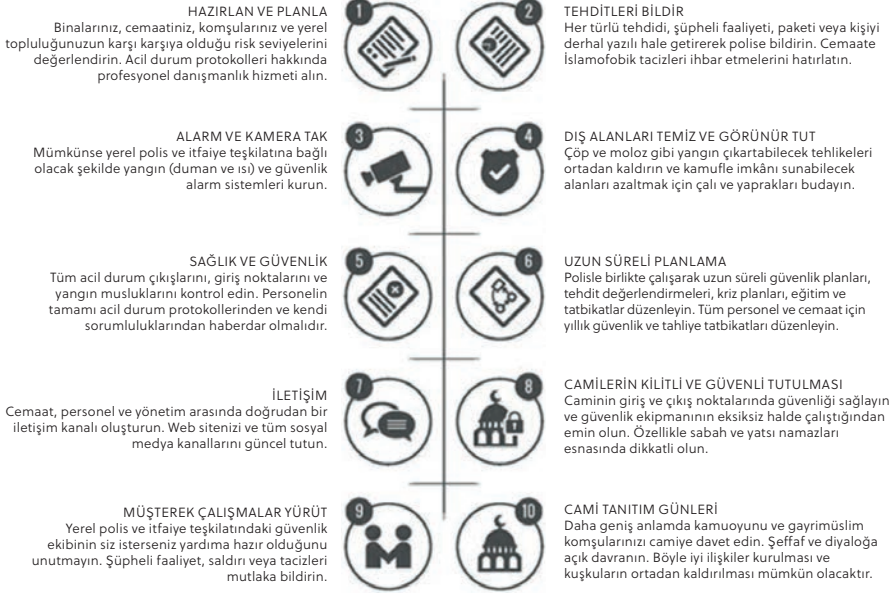 1
HAZIRLAN VE PLANLA
Binalarınız, cemaatiniz, komşularınız ve yerel
topluluğunuzun karşı karşıya olduğu risk seviyelerini
değerlendirin. Acil durum protokolleri hakkında
profesyonel danışmanlık hizmeti alın.
2
TEHDİTLERİ BİLDİR
Her türlü tehdidi, şüpheli faaliyeti, paketi veya kişiyi
derhal yazılı hale getirerek polise bildirin. Cemaate
İslamofobik tacizleri ihbar etmelerini hatırlatın.
3
ALARM VE KAMERA TAK
Mümkünse yerel polis ve itfaiye teşkilatına bağlı
olacak şekilde yangın (duman ve ısı) ve güvenlik
alarm sistemleri kurun.
4
DIŞ ALANLARI TEMİZ VE GÖRÜNÜR TUT
Çöp ve moloz gibi yangın çıkartabilecek tehlikeleri
ortadan kaldırın ve kamufle imkânı sunabilecek
alanları azaltmak için çalı ve yaprakları budayın.
5
SAĞLIK VE GÜVENLİK
Tüm acil durum çıkışlarını, giriş noktalarını ve
yangın musluklarını kontrol edin. Personelin
tamamı acil durum protokollerinden ve kendi
sorumluluklarından haberdar olmalıdır.
6
UZUN SÜRELİ PLANLAMA
Polisle birlikte çalışarak uzun süreli güvenlik planları,
tehdit değerlendirmeleri, kriz planları, eğitim ve
tatbikatlar düzenleyin. Tüm personel ve cemaat için
yıllık güvenlik ve tahliye tatbikatları düzenleyin.
7
İLETİŞİM
Cemaat, personel ve yönetim arasında doğrudan bir
iletişim kanalı oluşturun. Web sitenizi ve tüm sosyal
medya kanallarını güncel tutun.
8
CAMİLERİN KİLİTLİ VE GÜVENLİ TUTULMASI
Caminin giriş ve çıkış noktalarında güvenliği sağlayın
ve güvenlik ekipmanının eksiksiz halde çalıştığından
emin olun. Özellikle sabah ve yatsı namazları
esnasında dikkatli olun.
9
MÜŞTEREK ÇALIŞMALAR YÜRÜT
Yerel polis ve itfaiye teşkilatındaki güvenlik
ekibinin siz isterseniz yardıma hazır olduğunu
unutmayın. Şüpheli faaliyet, saldırı veya tacizleri
mutlaka bildirin.
10
CAMİ TANITIM GÜNLERİ
Daha geniş anlamda kamuoyunu ve gayrimüslim
komşularınızı camiye davet edin. Şeffaf ve diyaloğa
açık davranın. Böyle iyi ilişkiler kurulması ve
kuşkuların ortadan kaldırılması mümkün olacaktır.